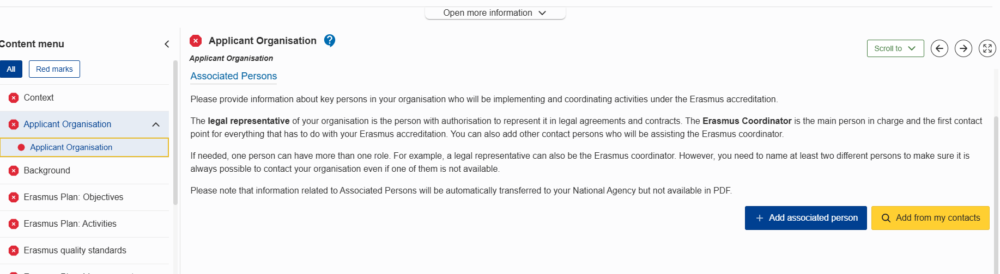 Open more information
Content menu
All
Red marks
Context
Applicant Organisation
Applicant Organisation
Background
Erasmus Plan: Objectives
Erasmus Plan: Activities
Erasmus quality standards
Applicant Organisation
Applicant Organisation
Scroll to
Associated Persons
Please provide information about key persons in your organisation who will be implementing and coordinating activities under the Erasmus accreditation.
The legal representative of your organisation is the person with authorisation to represent it in legal agreements and contracts. The Erasmus Coordinator is the main person in charge and the first contact
point for everything that has to do with your Erasmus accreditation. You can also add other contact persons who will be assisting the Erasmus coordinator.
If needed, one person can have more than one role. For example, a legal representative can also be the Erasmus coordinator. However, you need to name at least two different persons to make sure it is
always possible to contact your organisation even if one of them is not available.
Please note that information related to Associated Persons will be automatically transferred to your National Agency but not available in PDF.
Add associated person
Add from my contacts